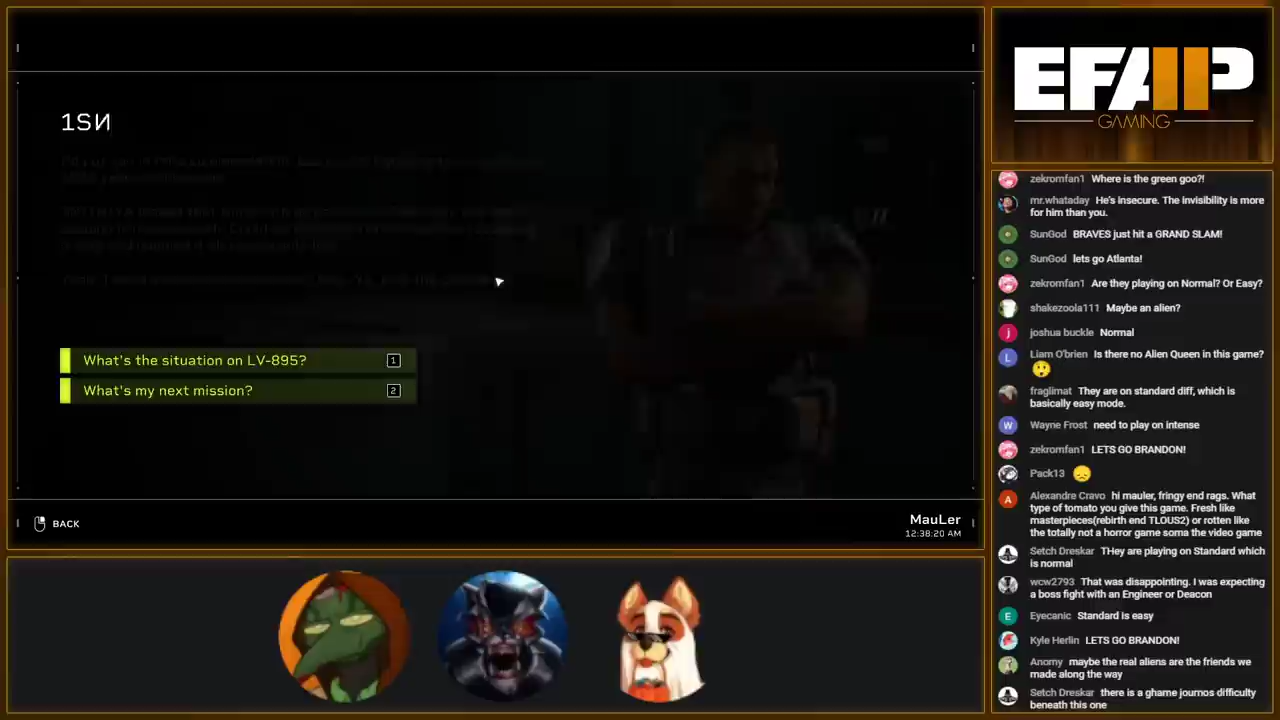 1SN
What's the situation on LV-895? 1
What's my next mission? 2
BACK
MauLer
12:38:20 AM
EFAP
GAMING
zekromfan1 Where is the green goo?!
mr.whataday He's insecure. The invisibility is more
for him than you.
SunGod BRAVES just hit a GRAND SLAM!
SunGod lets go Atlanta!
zekromfan1 Are they playing on Normal? Or Easy?
shakezoola111 Maybe an alien?
joshua buckle Normal
Liam O'brien Is there no Alien Queen in this game?
😲
fraglimat They are on standard diff, which is
basically easy mode.
Wayne Frost need to play on intense
zekromfan1 LETS GO BRANDON!
Pack13 😞
Alexandre Cravo hi mauler, fringy end rags. What
type of tomato you give this game. Fresh like
masterpieces(rebirth end TLOUS2) or rotten like
the totally not a horror game soma the video game
Setch Dreskar THey are playing on Standard which
is normal
wcw2793 That was disappointing. I was expecting
a boss fight with an Engineer or Deacon
Eyecanic Standard is easy
Kyle Herlin LETS GO BRANDON!
Anomy maybe the real aliens are the friends we
made along the way
Setch Dreskar there is a ghame journos difficulty
beneath this one